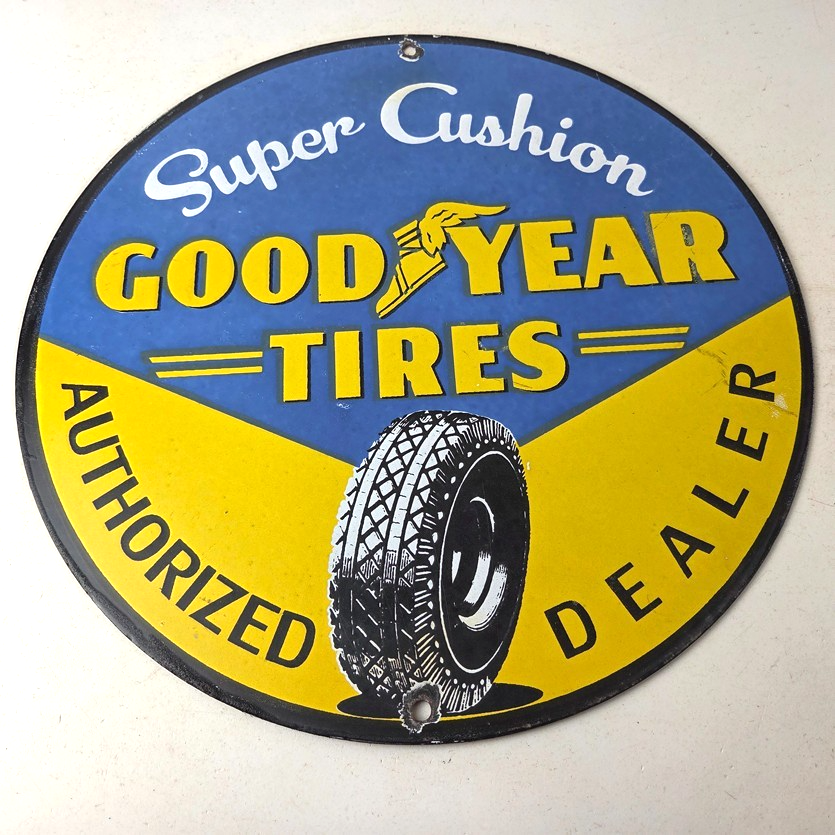 Super Cushion
GOOD YEAR
TIRES
AUTHORIZED DEALER